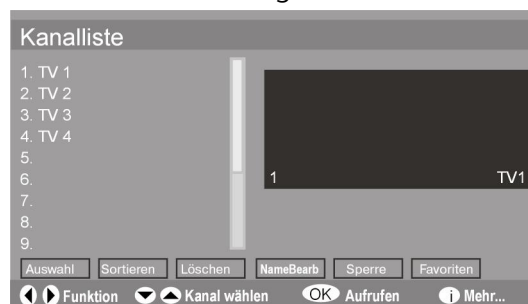 Kanalliste
1. TV 1
2. TV 2
3. TV 3
4. TV 4
5.
6.
7.
8.
9.
1 TV1
Auswahl Sortieren Löschen NameBearb Sperre Favoriten
Funktion Kanal wählen OK Aufrufen i Mehr...